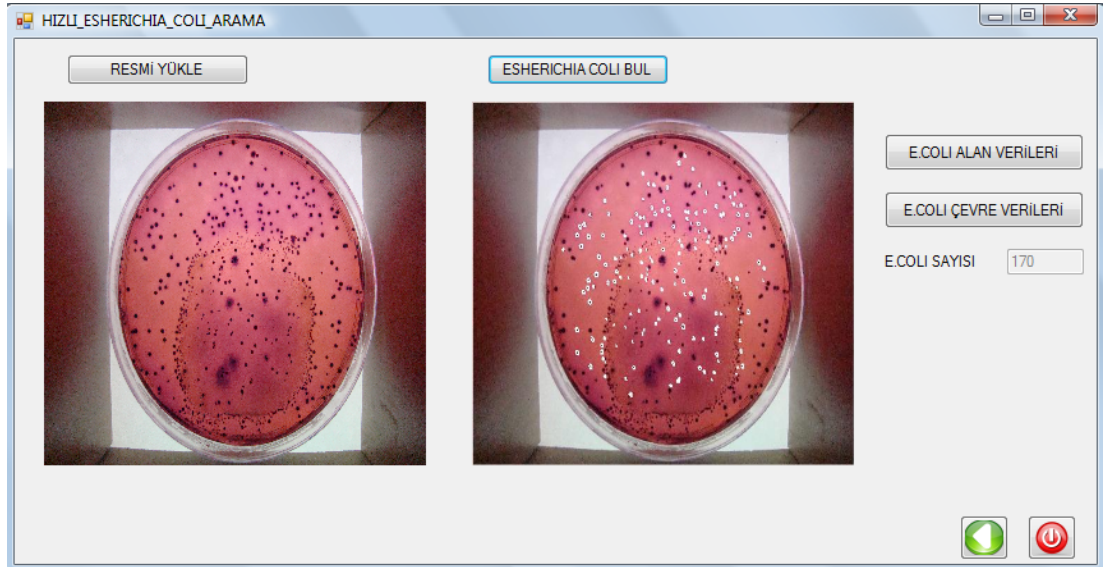 HIZLI_ESHERICHIA_COLI_ARAMA
RESMİ YÜKLE
ESHERICHIA COLI BUL
E.COLI ALAN VERİLERİ
E.COLI ÇEVRE VERİLERİ
E.COLI SAYISI 170